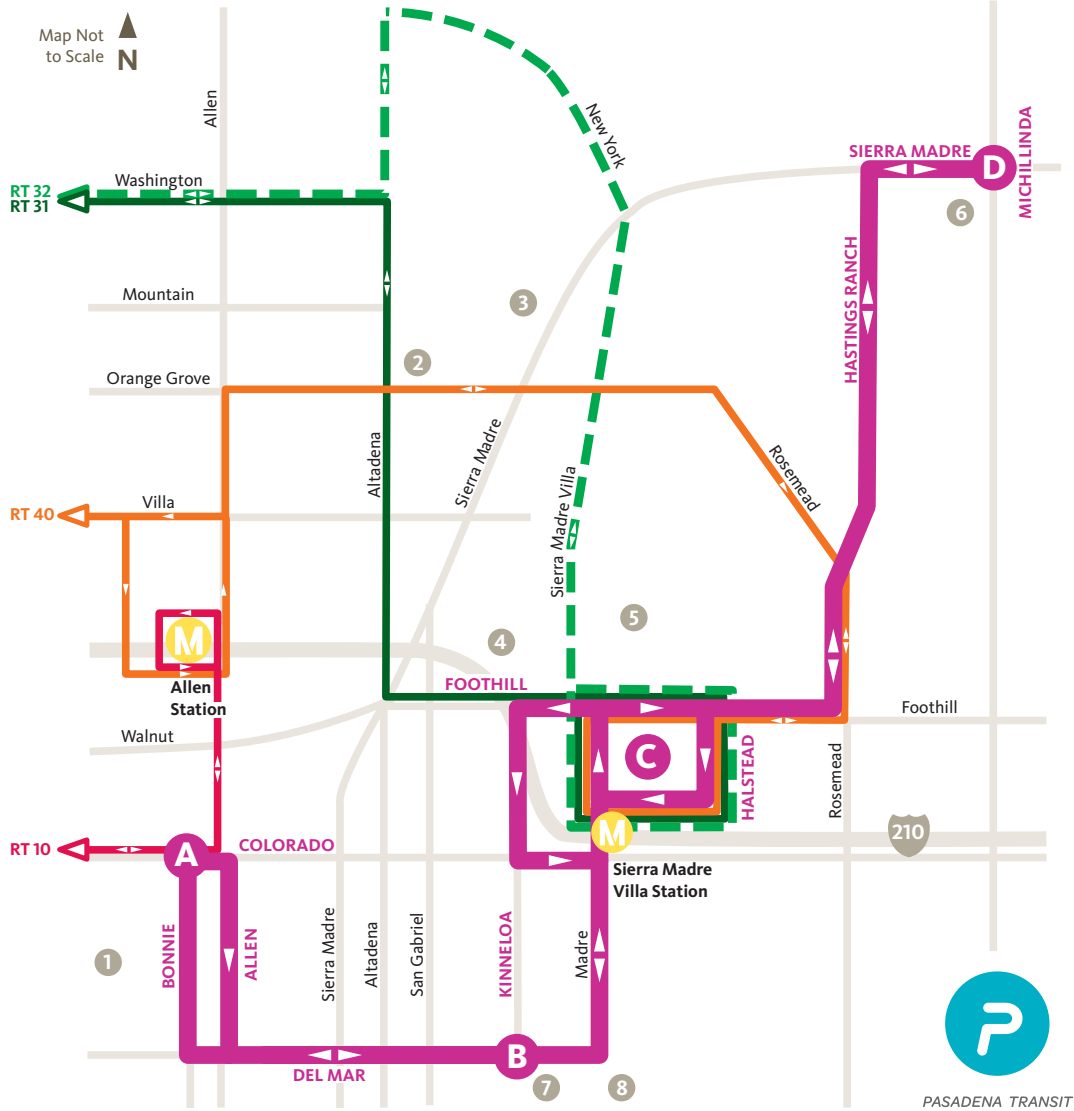 Map Not
to Scale
N
Allen
New York
MICHILLINDA
SIERRA MADRE
D
Washington
RT 32
RT 31
6
Mountain
3
HASTINGS RANCH
2
Orange Grove
Altadena
Sierra Madre
Rosemead
Sierra Madre Villa
RT 40
Villa
M
Allen
Station
4
5
FOOTHILL
Foothill
Walnut
C
HALSTEAD
Rosemead
RT 10
A
COLORADO
M
210
Sierra Madre
Villa Station
1
BONNIE
ALLEN
Sierra Madre
Altadena
San Gabriel
KINNELOA
Madre
B
DEL MAR
7
8
P
PASADENA TRANSIT